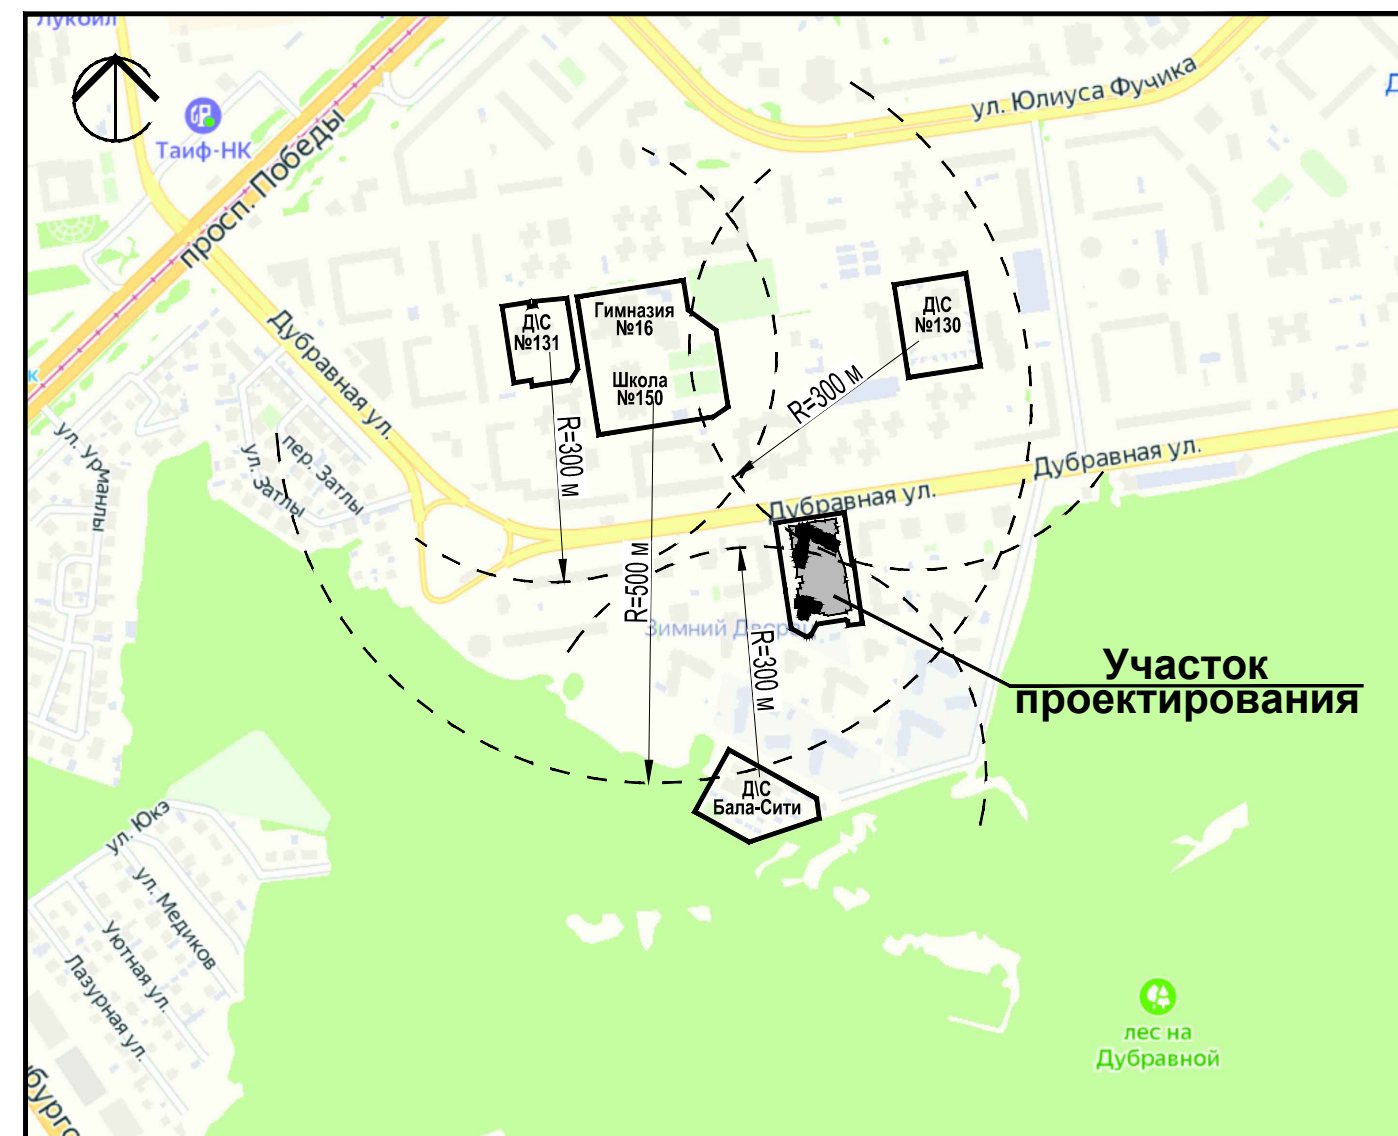 Лукойл
ул. Юлиуса Фучика
Таиф-НК
просп. Победы
Гимназия
№16
Школа
№150
Д\С
№131
Д\С
№130
R=300 м
R=300 м
Дубравная ул.
ул. Урманлы
пер. Затлы
ул. Затлы
Дубравная ул.
Дубравная ул.
R=500 м
Зимний Дворец
R=300 м
Участок
проектирования
Д\С
Бала-Сити
ул. Юкэ
ул. Медиков
Уютная ул.
Лазурная ул.
лес на
Дубравной